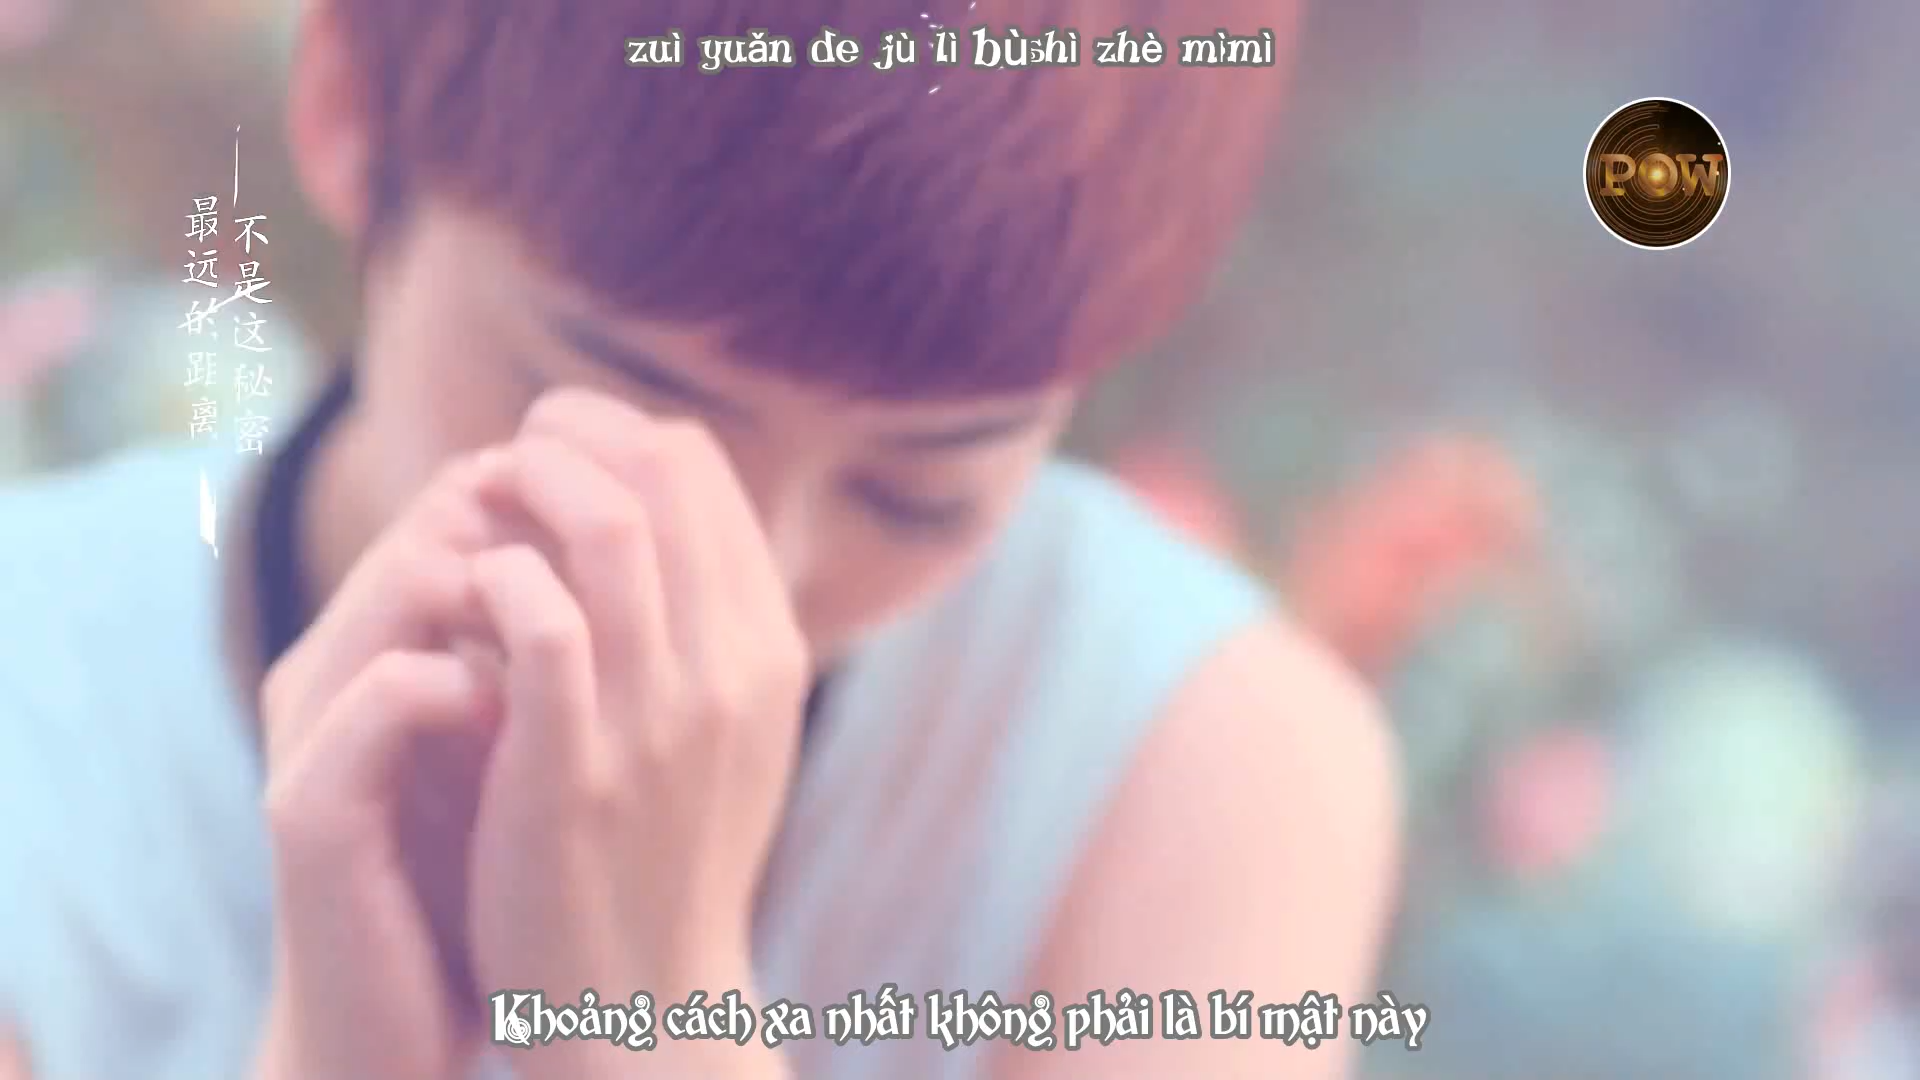 zuì yuǎn de jù lì bùshì zhè mìmì
最远的距离
不是这秘密
POW
Khoảng cách xa nhất không phải là bí mật này